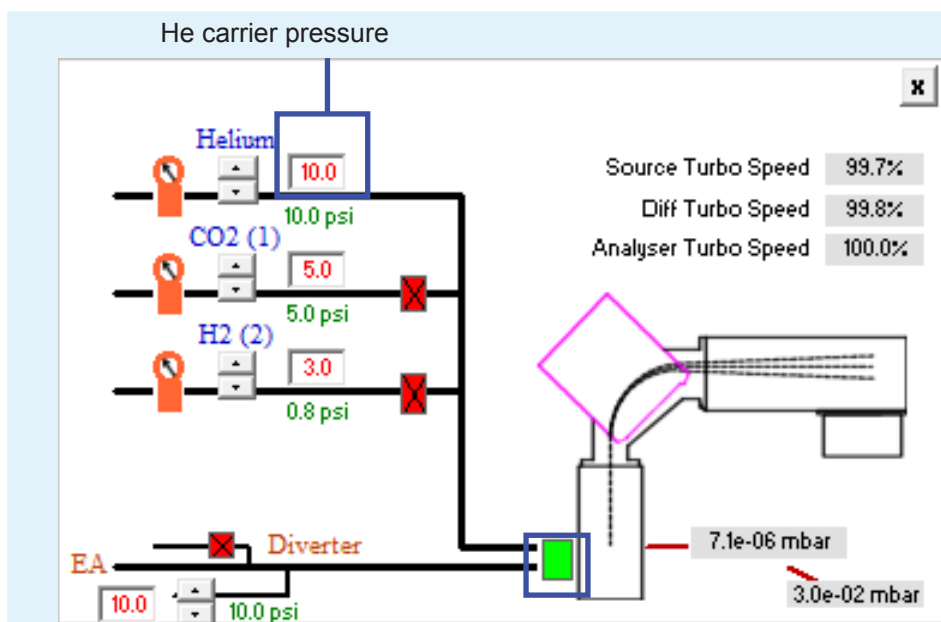 He carrier pressure
x
Helium
10.0
10.0 psi
Source Turbo Speed 99.7%
Diff Turbo Speed 99.8%
Analyser Turbo Speed 100.0%
CO2 (1)
5.0
5.0 psi
H2 (2)
3.0
0.8 psi
Diverter
EA
10.0
10.0 psi
7.1e-06 mbar
3.0e-02 mbar